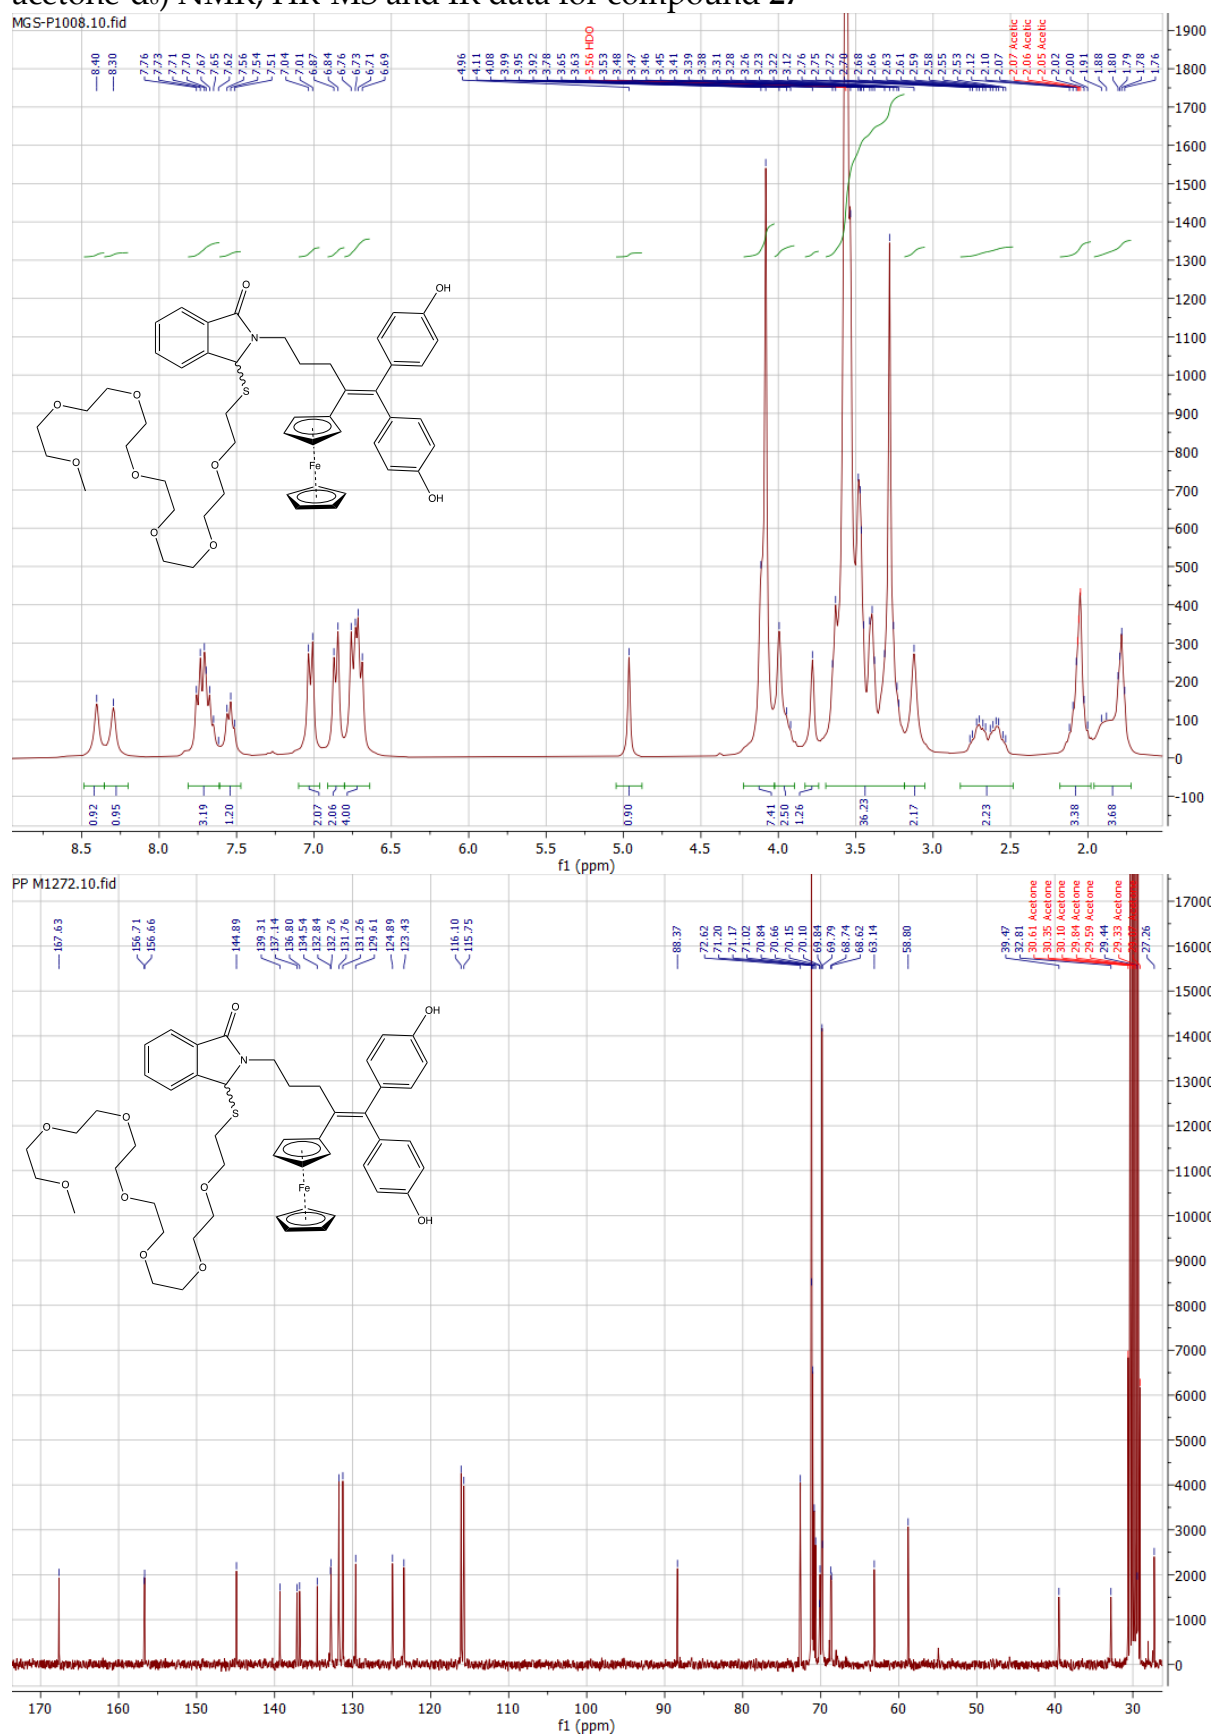 acetone-d₆) NMR, HR-MS and IR data for compound 27
MGS-P1008.10.fid
8.40 8.30 7.76 7.73 7.71 7.70 7.67 7.65 7.62 7.56 7.54 7.51 7.04 7.01 6.87 6.84 6.76 6.73 6.71 6.69 4.96 4.11 4.08 3.99 3.95 3.92 3.78 3.65 3.63 3.56 HDO 3.53 3.48 3.47 3.46 3.45 3.41 3.39 3.38 3.31 3.28 3.26 3.23 3.22 3.12 2.76 2.75 2.72 2.70 2.68 2.66 2.63 2.61 2.59 2.58 2.55 2.53 2.12 2.10 2.07 2.07 Acetic 2.06 Acetic 2.05 Acetic 2.02 2.00 1.91 1.88 1.80 1.79 1.78 1.76
1900
1800
1700
1600
1500
1400
1300
1200
1100
1000
900
800
700
600
500
400
300
200
100
0
-100
O
OH
N
S
O O
O
O
O
O
O
Fe
OH
0.92 0.95 3.19 1.20 2.07 2.06 4.00 0.90 7.41 2.50 1.26 36.23 2.17 2.23 3.38 3.68
8.5 8.0 7.5 7.0 6.5 6.0 5.5 5.0 4.5 4.0 3.5 3.0 2.5 2.0
f1 (ppm)
PP M1272.10.fid
167.63 156.71 156.66 144.89 139.31 137.14 136.80 134.54 132.84 132.76 131.76 131.26 129.61 124.89 123.43 116.10 115.75 88.37 72.62 71.20 71.17 71.02 70.84 70.66 70.15 70.10 69.84 69.79 68.74 68.62 63.14 58.80 39.47 32.81 30.61 Acetone 30.35 Acetone 30.10 Acetone 29.84 Acetone 29.59 Acetone 29.44 29.33 Acetone 27.26
17000
16000
15000
14000
13000
12000
11000
10000
9000
8000
7000
6000
5000
4000
3000
2000
1000
0
O
OH
N
S
O O
O
O
O
O
O
Fe
OH
170 160 150 140 130 120 110 100 90 80 70 60 50 40 30
f1 (ppm)